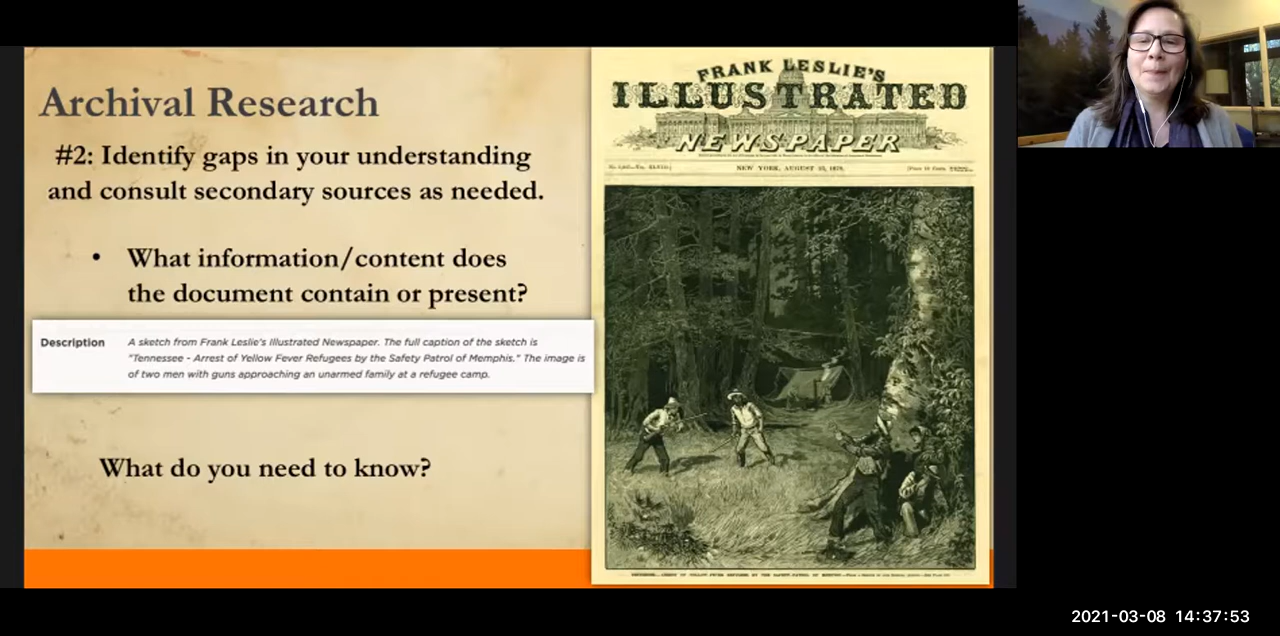 Archival Research
#2: Identify gaps in your understanding
and consult secondary sources as needed.
• What information/content does
the document contain or present?
Description
A sketch from Frank Leslie's Illustrated Newspaper. The full caption of the sketch is
"Tennessee - Arrest of Yellow Fever Refugees by the Safety Patrol of Memphis." The image is
of two men with guns approaching an unarmed family at a refugee camp.
What do you need to know?
FRANK LESLIE'S
ILLUSTRATED
NEWSPAPER
NEW YORK, AUGUST
2021-03-08 14:37:53